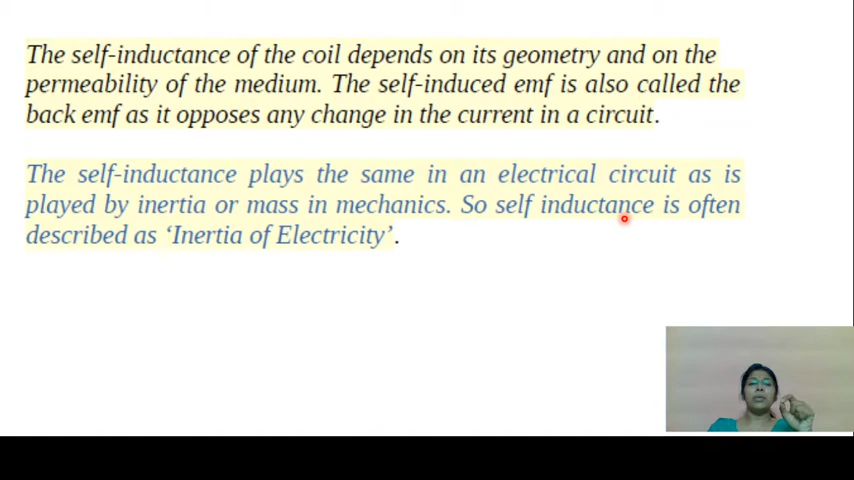 The self-inductance of the coil depends on its geometry and on the
permeability of the medium. The self-induced emf is also called the
back emf as it opposes any change in the current in a circuit.
The self-inductance plays the same in an electrical circuit as is
played by inertia or mass in mechanics. So self inductance is often
described as ‘Inertia of Electricity’.